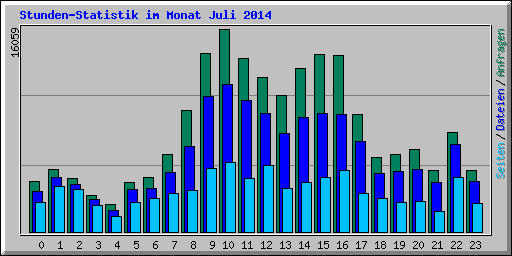 Stunden-Statistik im Monat Juli 2014
16059
Seiten / Dateien / Anfragen
0 1 2 3 4 5 6 7 8 9 10 11 12 13 14 15 16 17 18 19 20 21 22 23